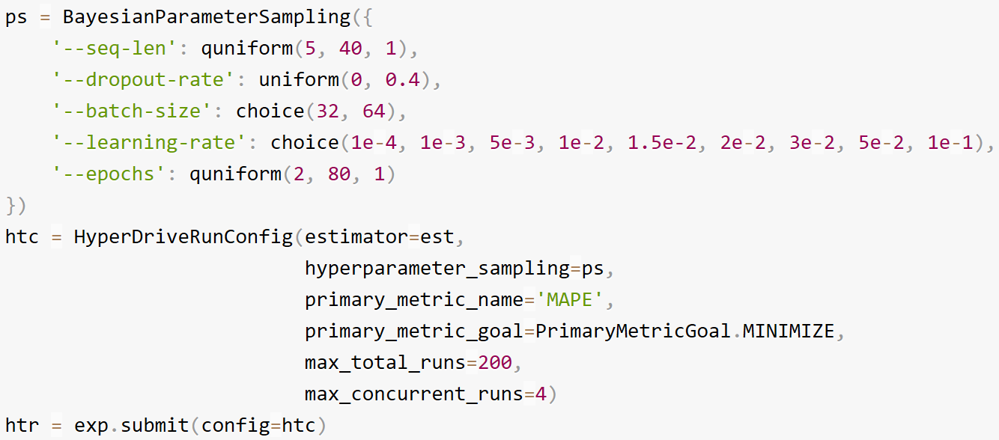 ps = BayesianParameterSampling({
    '--seq-len': quniform(5, 40, 1),
    '--dropout-rate': uniform(0, 0.4),
    '--batch-size': choice(32, 64),
    '--learning-rate': choice(1e-4, 1e-3, 5e-3, 1e-2, 1.5e-2, 2e-2, 3e-2, 5e-2, 1e-1),
    '--epochs': quniform(2, 80, 1)
})
htc = HyperDriveRunConfig(estimator=est,
                          hyperparameter_sampling=ps,
                          primary_metric_name='MAPE',
                          primary_metric_goal=PrimaryMetricGoal.MINIMIZE,
                          max_total_runs=200,
                          max_concurrent_runs=4)
htr = exp.submit(config=htc)